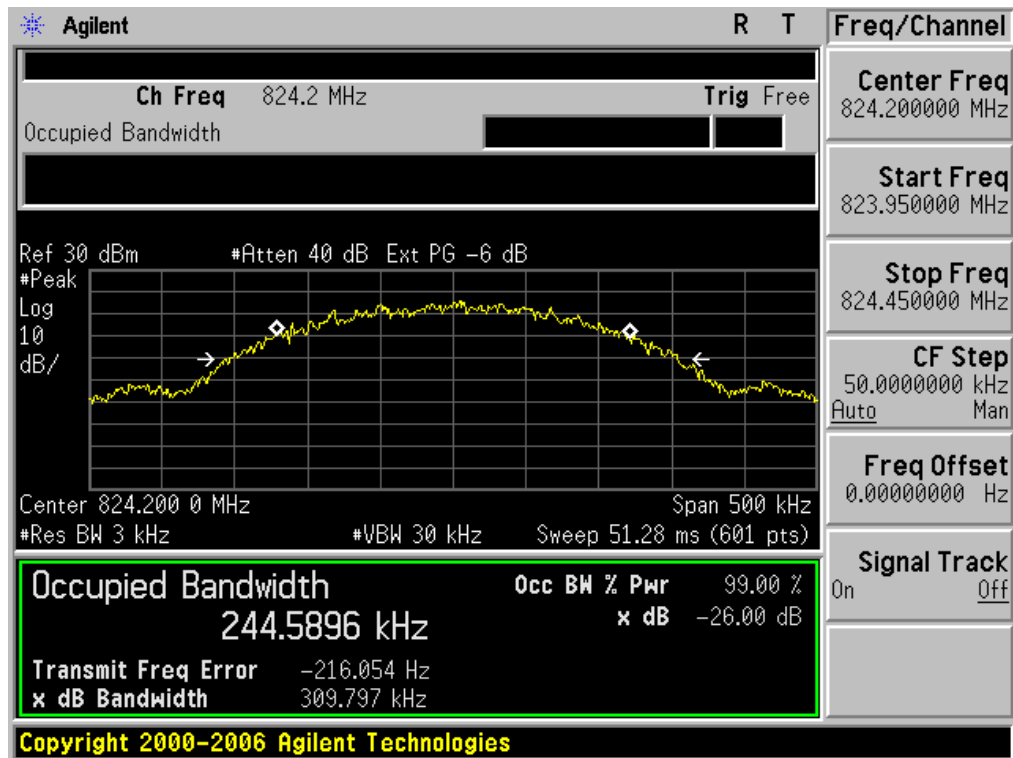 Agilent R T
Ch Freq 824.2 MHz Trig Free
Occupied Bandwidth
Ref 30 dBm #Atten 40 dB Ext PG -6 dB
#Peak
Log
10
dB/
Center 824.200 0 MHz Span 500 kHz
#Res BW 3 kHz #VBW 30 kHz Sweep 51.28 ms (601 pts)
Occupied Bandwidth
244.5896 kHz
Occ BW % Pwr 99.00 %
x dB -26.00 dB
Transmit Freq Error -216.054 Hz
x dB Bandwidth 309.797 kHz
Copyright 2000-2006 Agilent Technologies
Freq/Channel
Center Freq
824.200000 MHz
Start Freq
823.950000 MHz
Stop Freq
824.450000 MHz
CF Step
50.0000000 kHz
Auto Man
Freq Offset
0.00000000 Hz
Signal Track
On Off